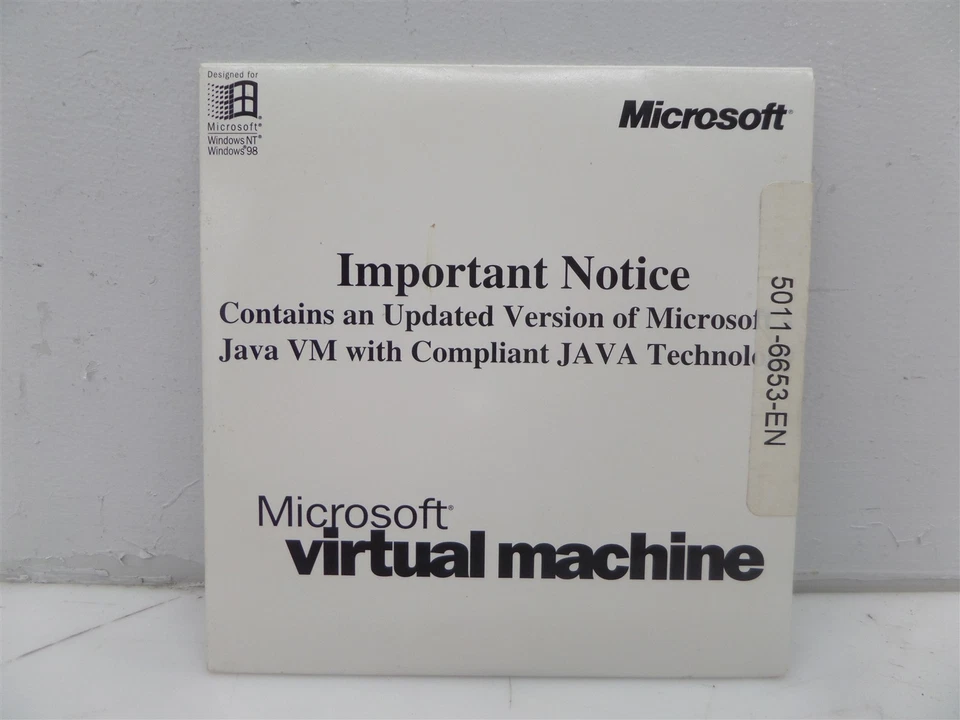 Designed for
Microsoft®
Windows NT®
Windows®98
Microsoft®
Important Notice
Contains an Updated Version of Microsof
Java VM with Compliant JAVA Technolo
5011-6653-EN
Microsoft®
virtual machine